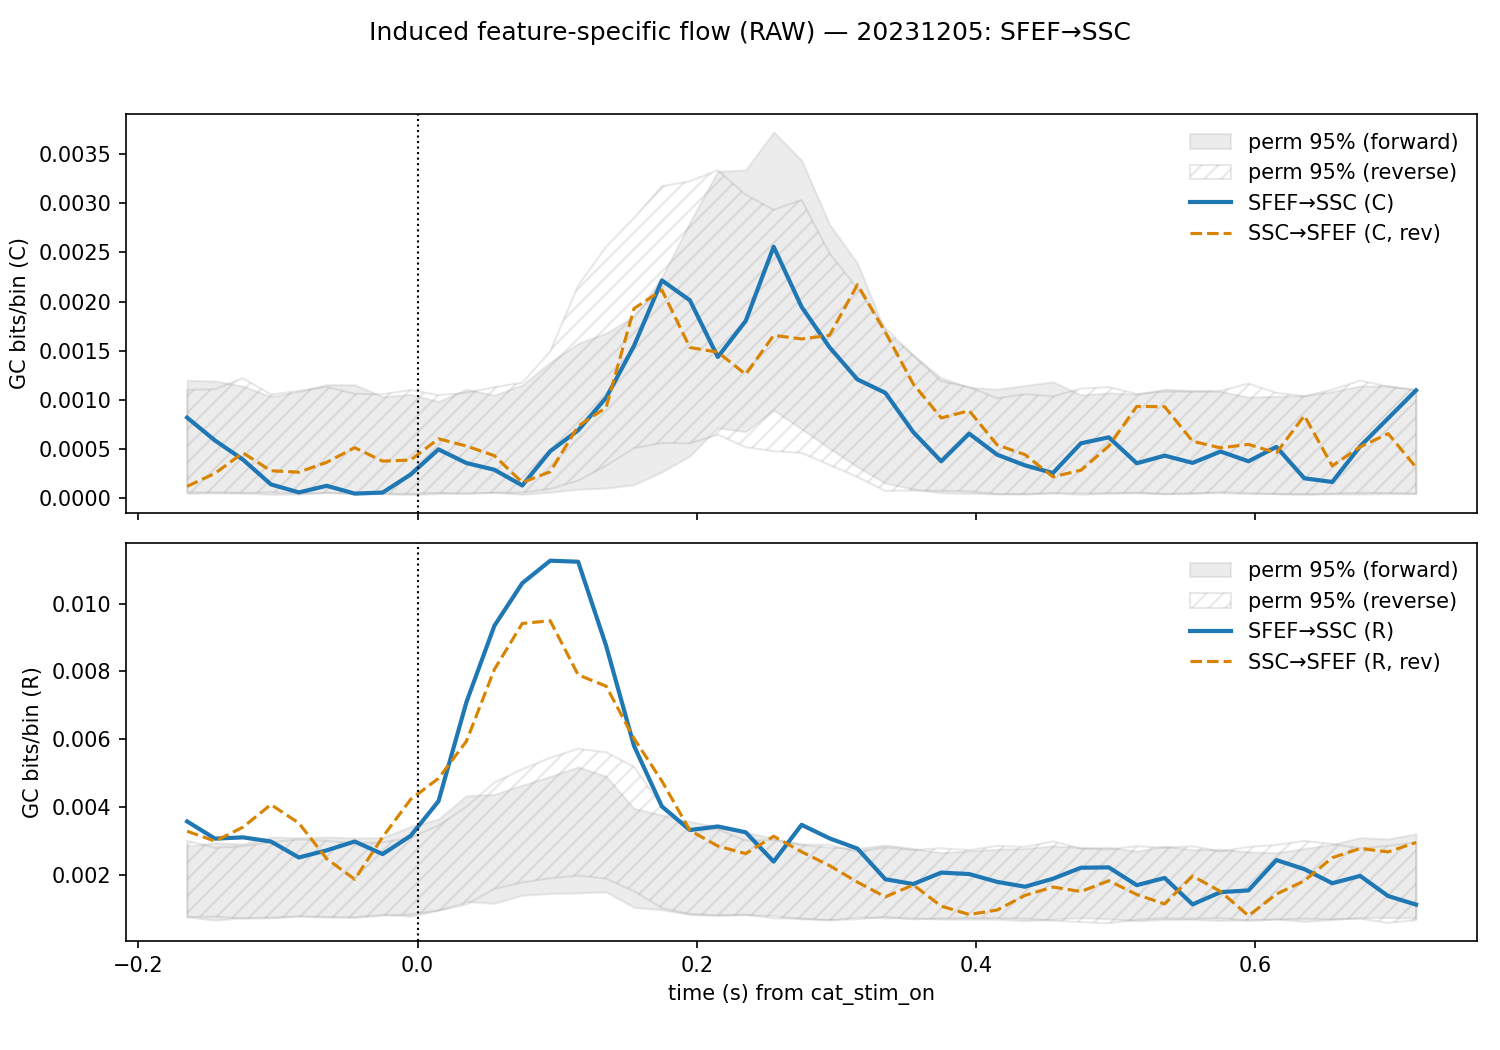 Induced feature-specific flow (RAW) — 20231205: SFEF→SSC
GC bits/bin (C)
0.0035
0.0030
0.0025
0.0020
0.0015
0.0010
0.0005
0.0000
perm 95% (forward)
perm 95% (reverse)
SFEF→SSC (C)
SSC→SFEF (C, rev)
GC bits/bin (R)
0.010
0.008
0.006
0.004
0.002
perm 95% (forward)
perm 95% (reverse)
SFEF→SSC (R)
SSC→SFEF (R, rev)
−0.2 0.0 0.2 0.4 0.6
time (s) from cat_stim_on